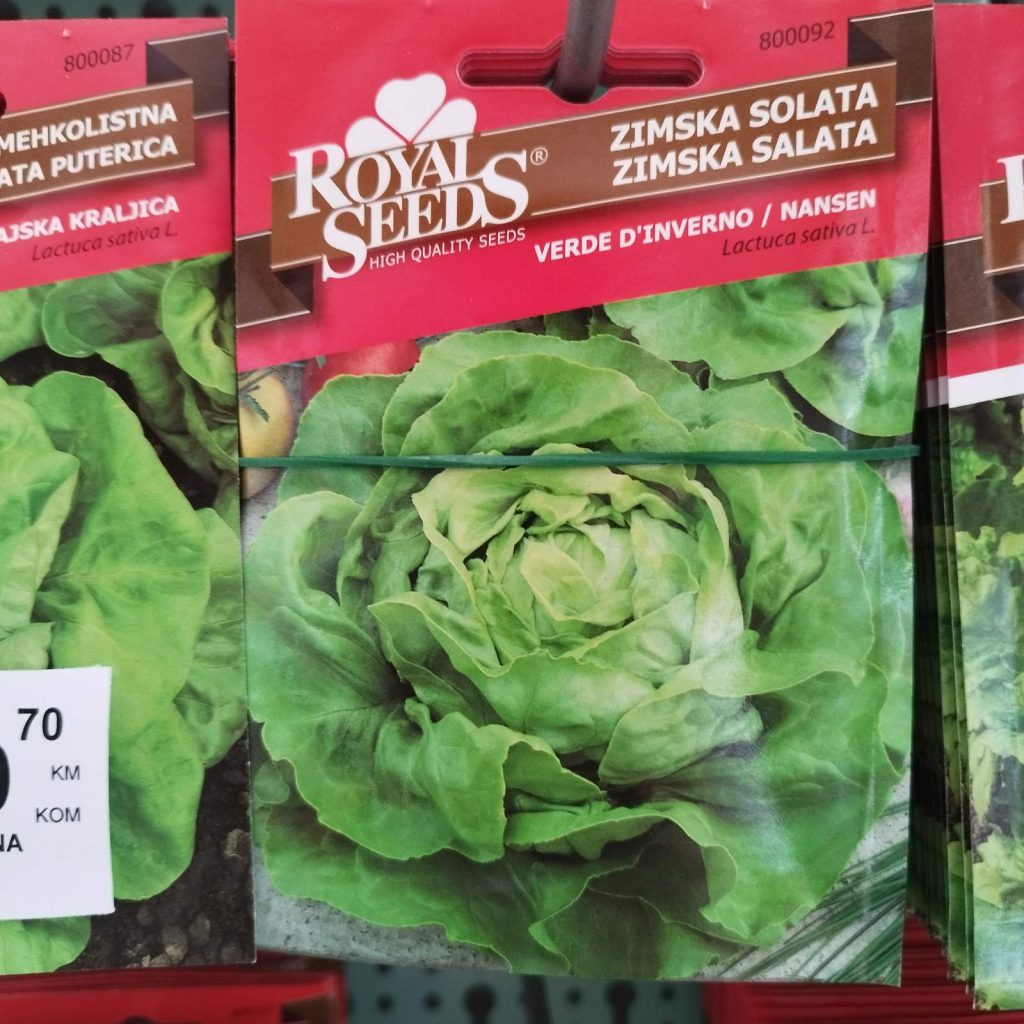 800087
MEHKOLISTNA
ATA PUTERICA
AJSKA KRALJICA
Lactuca sativa L.
70
KM
KOM
NA
800092
ROYAL
SEEDS®
HIGH QUALITY SEEDS
ZIMSKA SOLATA
ZIMSKA SALATA
VERDE D'INVERNO / NANSEN
Lactuca sativa L.